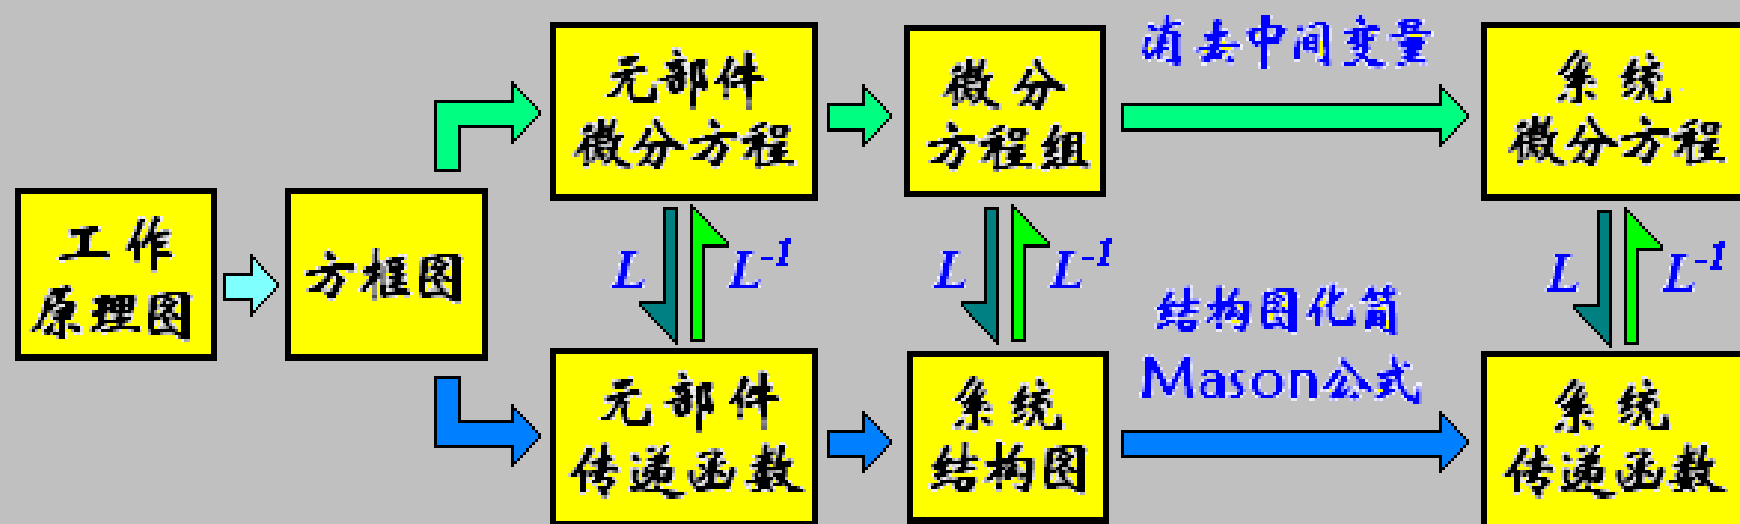 工作
原理图
方框图
元部件
微分方程
微分
方程组
消去中间变量
系统
微分方程
L
L⁻¹
L
L⁻¹
L
L⁻¹
元部件
传递函数
系统
结构图
结构图化简
Mason公式
系统
传递函数